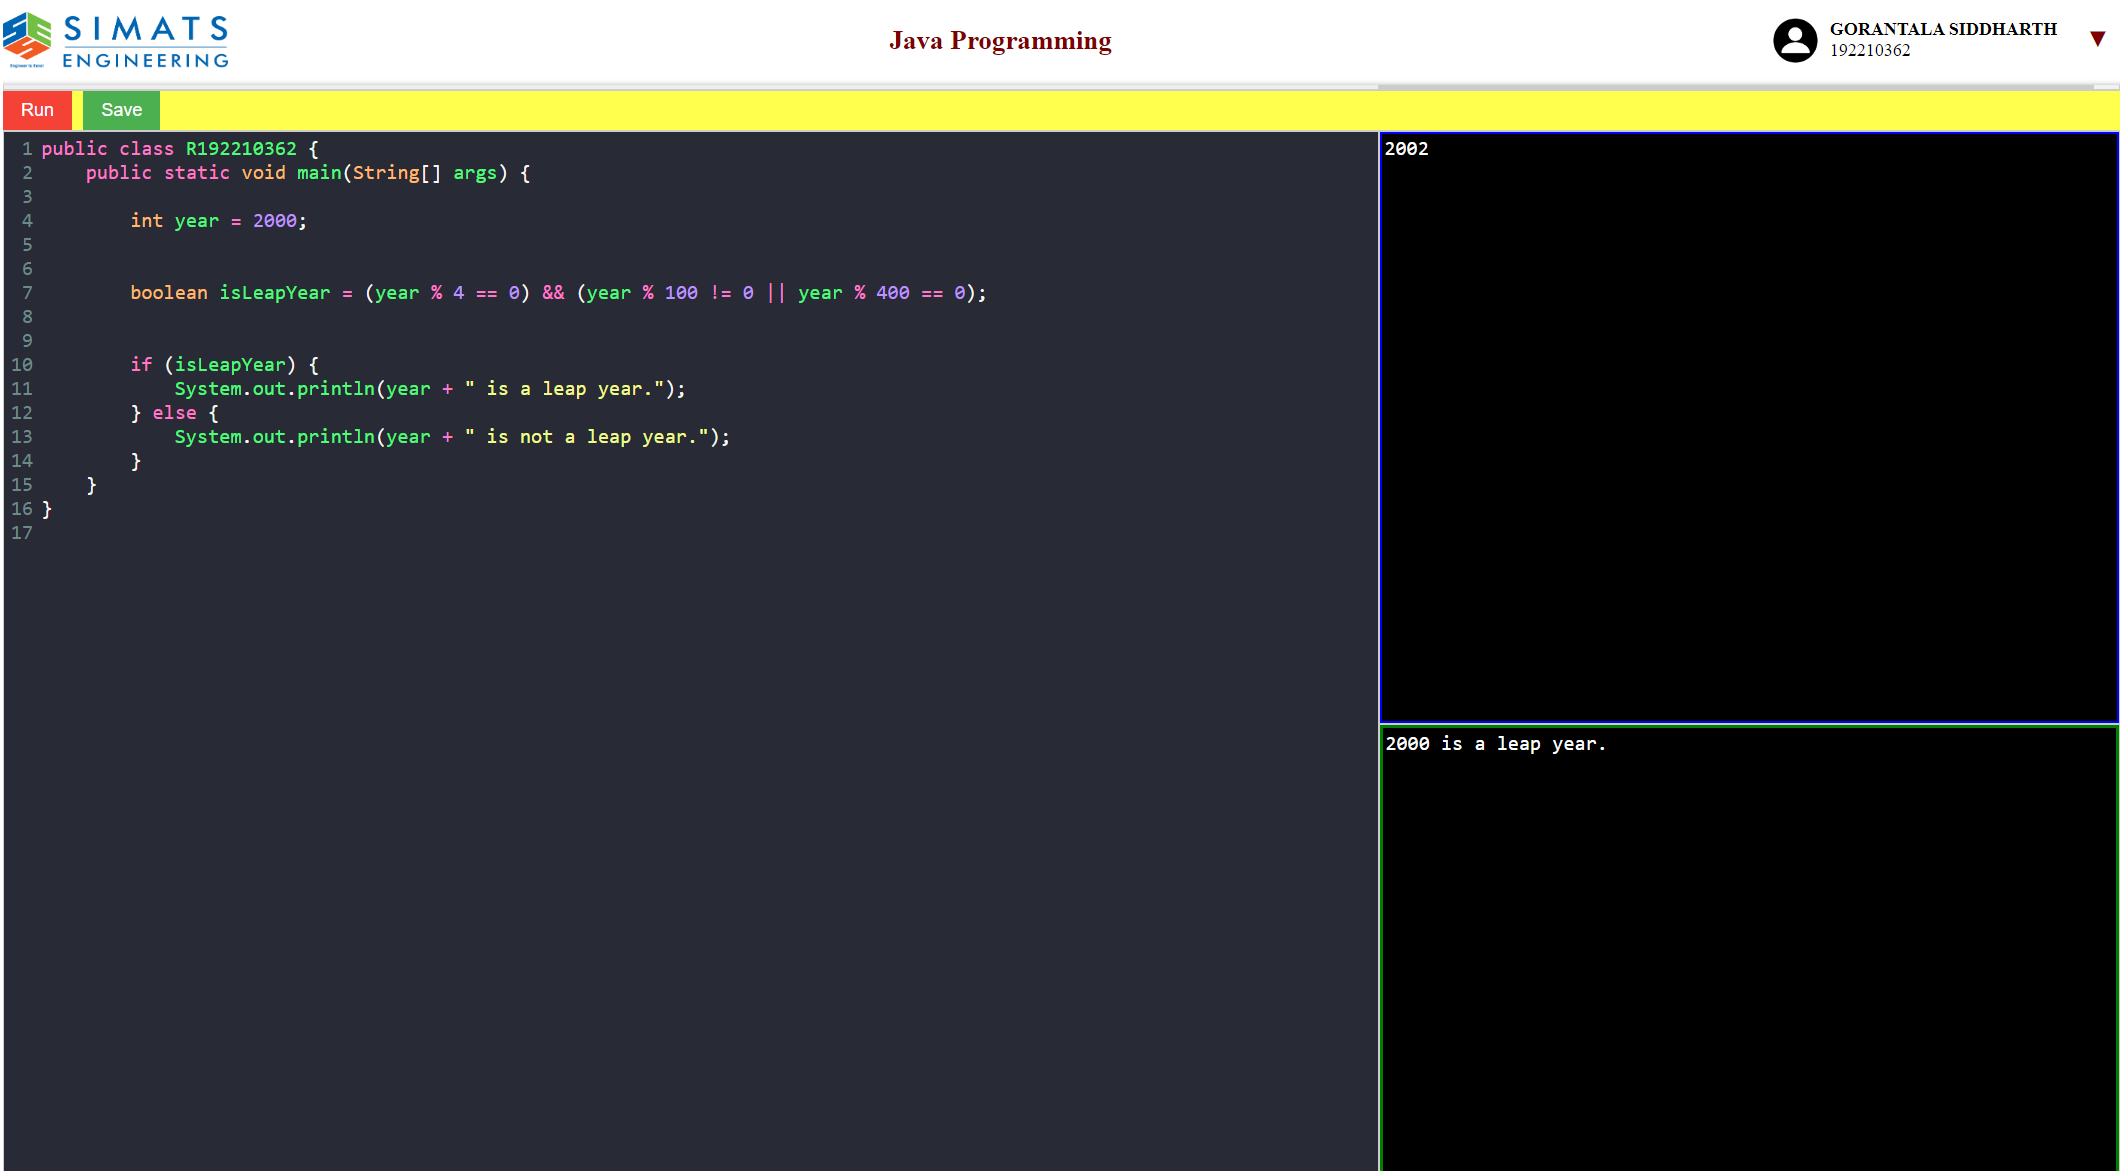 SIMATS
ENGINEERING
Engineer to Excel
Java Programming
GORANTALA SIDDHARTH
192210362
▼
Run Save
1 public class R192210362 {
2     public static void main(String[] args) {
3
4         int year = 2000;
5
6
7         boolean isLeapYear = (year % 4 == 0) && (year % 100 != 0 || year % 400 == 0);
8
9
10         if (isLeapYear) {
11             System.out.println(year + " is a leap year.");
12         } else {
13             System.out.println(year + " is not a leap year.");
14         }
15     }
16 }
17
2002
2000 is a leap year.